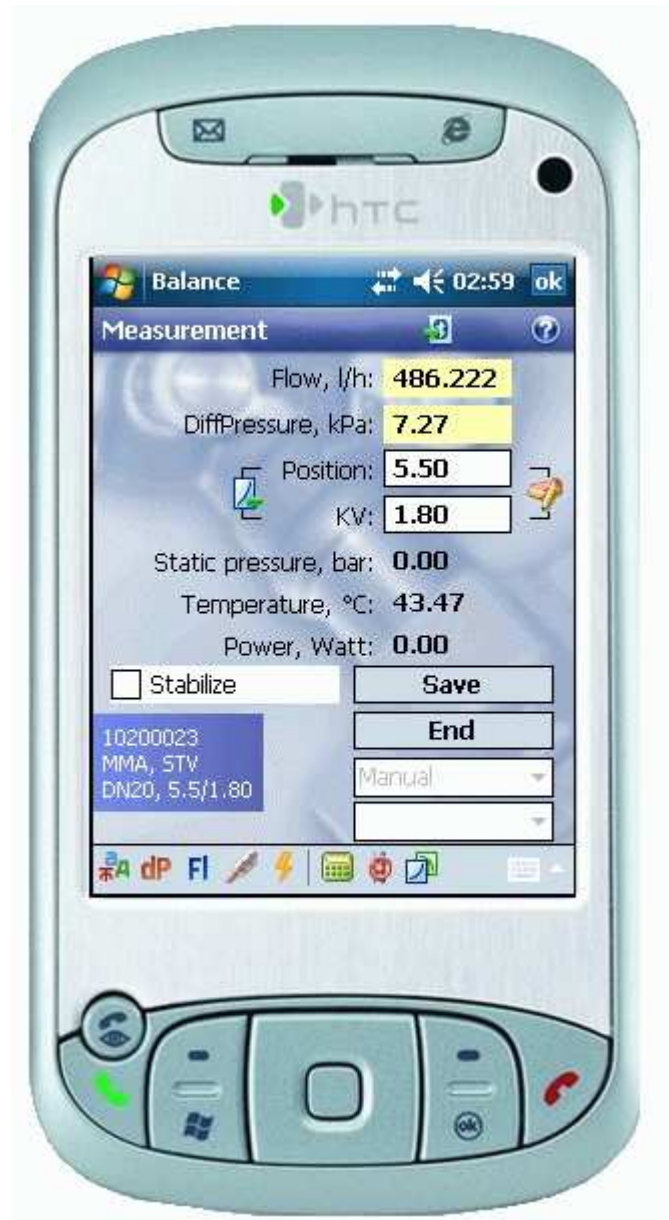 hTC
Balance 02:59 ok
Measurement ?
Flow, l/h: 486.222
DiffPressure, kPa: 7.27
Position: 5.50
KV: 1.80
Static pressure, bar: 0.00
Temperature, °C: 43.47
Power, Watt: 0.00
Stabilize Save
End
10200023
MMA, STV
DN20, 5.5/1.80
Manual
a A dP Fl
ok